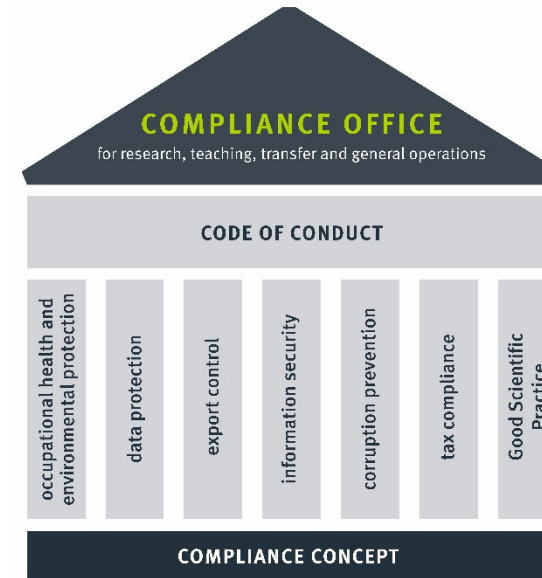 COMPLIANCE OFFICE
for research, teaching, transfer and general operations
CODE OF CONDUCT
occupational health and
environmental protection
data protection
export control
information security
corruption prevention
tax compliance
Good Scientific
Practice
COMPLIANCE CONCEPT